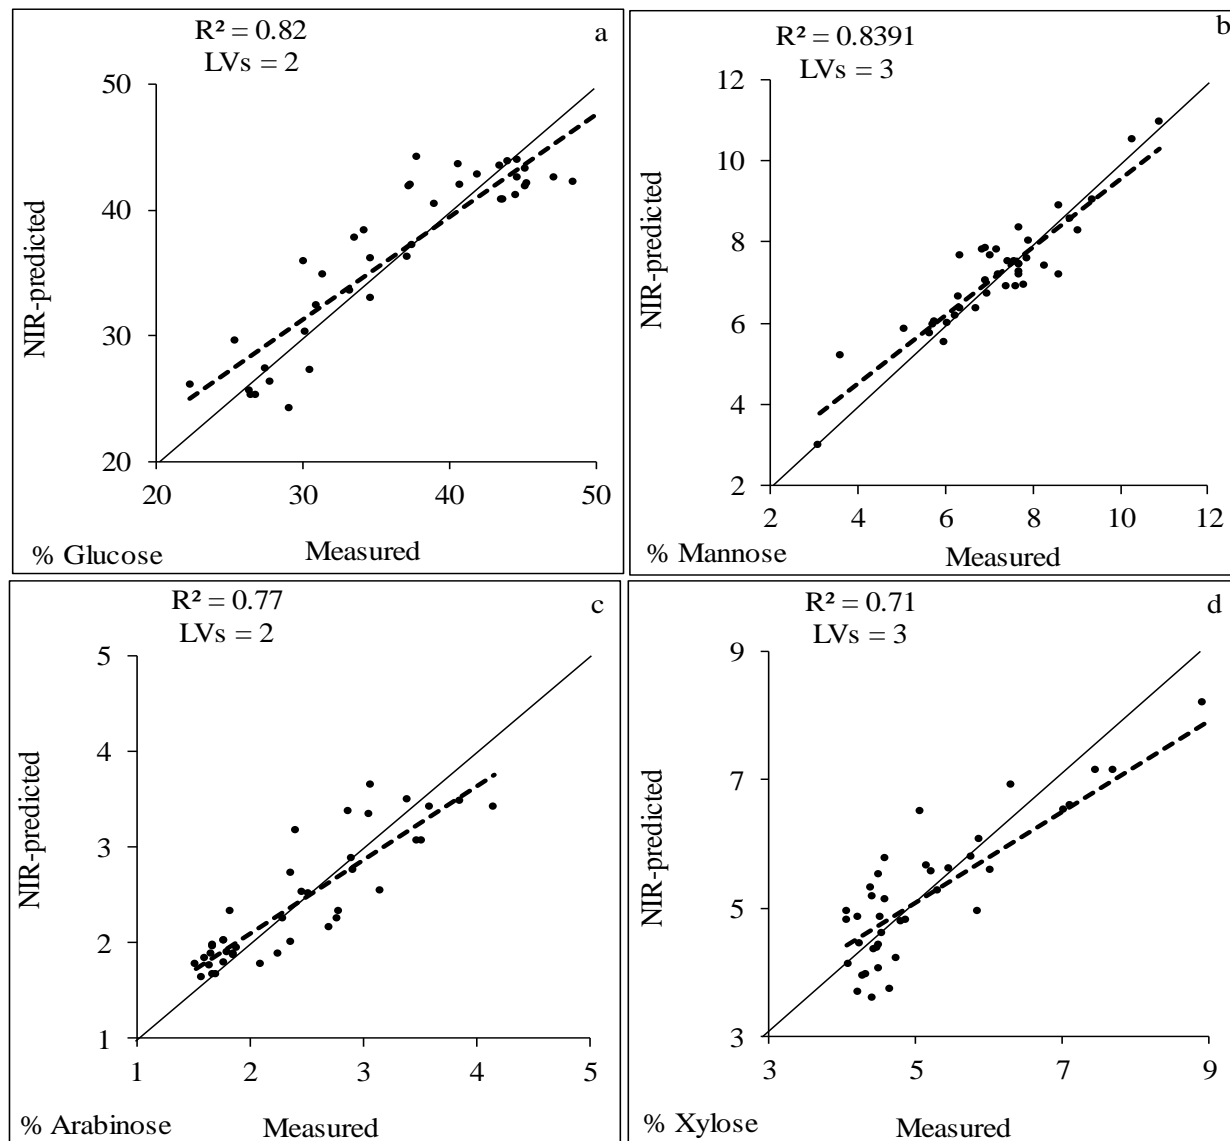 R² = 0.82
LVs = 2
a
50
40
30
20
NIR-predicted
20 30 40 50
% Glucose
Measured
R² = 0.8391
LVs = 3
b
12
10
8
6
4
2
NIR-predicted
2 4 6 8 10 12
% Mannose
Measured
R² = 0.77
LVs = 2
c
5
4
3
2
1
NIR-predicted
1 2 3 4 5
% Arabinose
Measured
R² = 0.71
LVs = 3
d
9
7
5
3
NIR-predicted
3 5 7 9
% Xylose
Measured